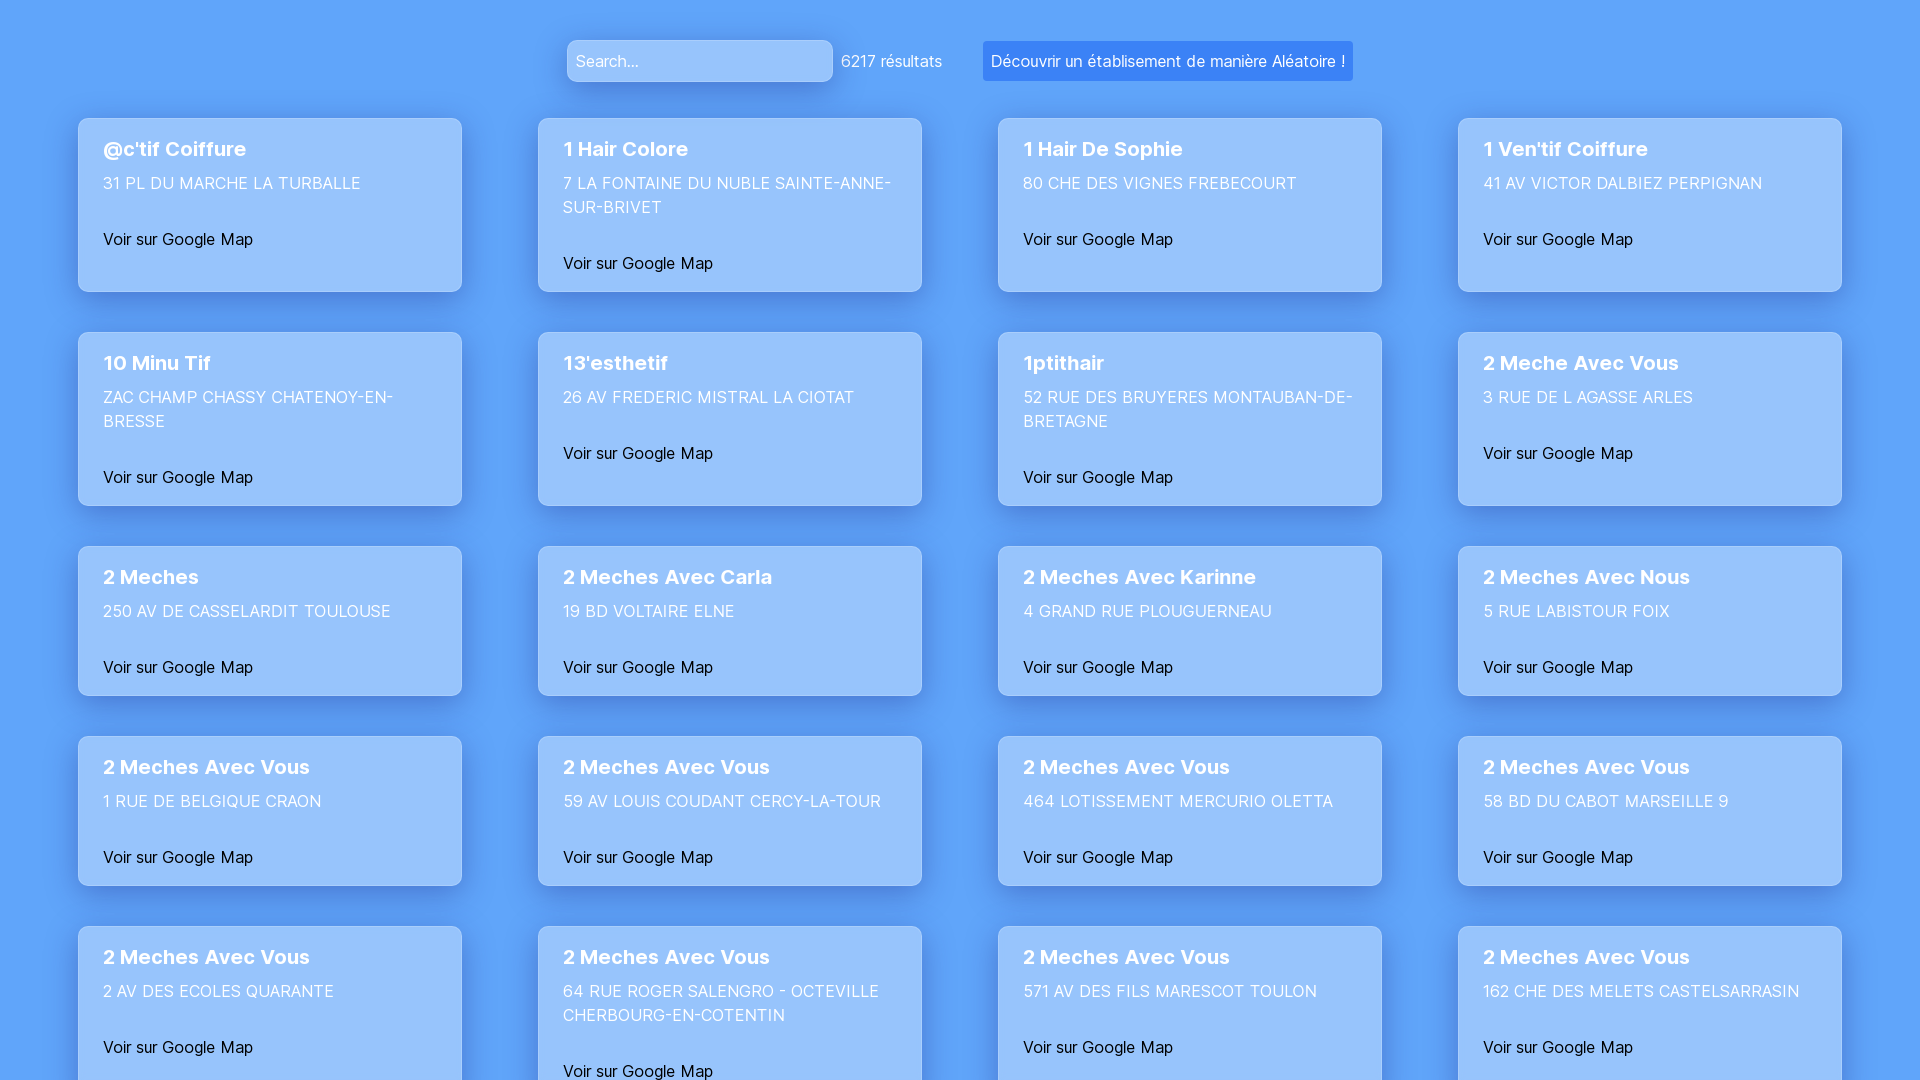 Search...
6217 résultats
Découvrir un établisement de manière Aléatoire !
@c'tif Coiffure
31 PL DU MARCHE LA TURBALLE
Voir sur Google Map
1 Hair Colore
7 LA FONTAINE DU NUBLE SAINTE-ANNE-
SUR-BRIVET
Voir sur Google Map
1 Hair De Sophie
80 CHE DES VIGNES FREBECOURT
Voir sur Google Map
1 Ven'tif Coiffure
41 AV VICTOR DALBIEZ PERPIGNAN
Voir sur Google Map
10 Minu Tif
ZAC CHAMP CHASSY CHATENOY-EN-
BRESSE
Voir sur Google Map
13'esthetif
26 AV FREDERIC MISTRAL LA CIOTAT
Voir sur Google Map
1ptithair
52 RUE DES BRUYERES MONTAUBAN-DE-
BRETAGNE
Voir sur Google Map
2 Meche Avec Vous
3 RUE DE L AGASSE ARLES
Voir sur Google Map
2 Meches
250 AV DE CASSELARDIT TOULOUSE
Voir sur Google Map
2 Meches Avec Carla
19 BD VOLTAIRE ELNE
Voir sur Google Map
2 Meches Avec Karinne
4 GRAND RUE PLOUGUERNEAU
Voir sur Google Map
2 Meches Avec Nous
5 RUE LABISTOUR FOIX
Voir sur Google Map
2 Meches Avec Vous
1 RUE DE BELGIQUE CRAON
Voir sur Google Map
2 Meches Avec Vous
59 AV LOUIS COUDANT CERCY-LA-TOUR
Voir sur Google Map
2 Meches Avec Vous
464 LOTISSEMENT MERCURIO OLETTA
Voir sur Google Map
2 Meches Avec Vous
58 BD DU CABOT MARSEILLE 9
Voir sur Google Map
2 Meches Avec Vous
2 AV DES ECOLES QUARANTE
Voir sur Google Map
2 Meches Avec Vous
64 RUE ROGER SALENGRO - OCTEVILLE
CHERBOURG-EN-COTENTIN
Voir sur Google Map
2 Meches Avec Vous
571 AV DES FILS MARESCOT TOULON
Voir sur Google Map
2 Meches Avec Vous
162 CHE DES MELETS CASTELSARRASIN
Voir sur Google Map